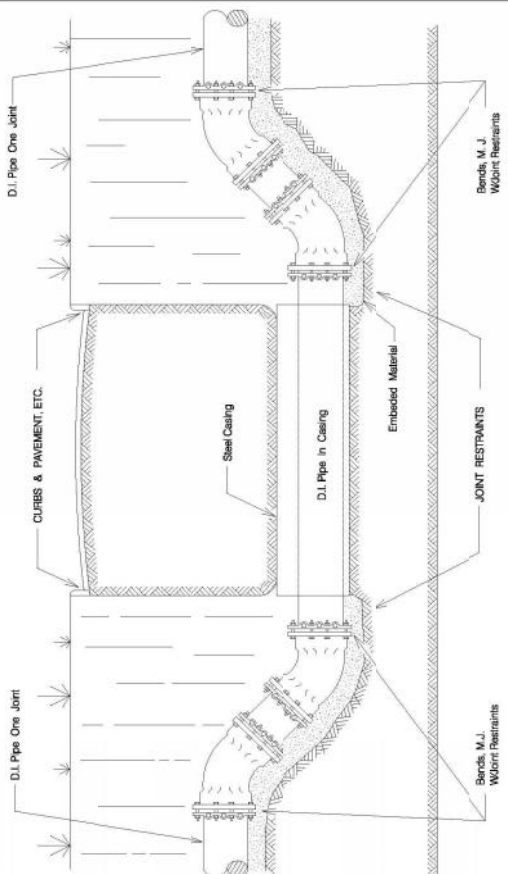 D.I. Pipe One Joint
CURBS & PAVEMENT, ETC.
D.I. Pipe One Joint
Steel Casing
D.I. Pipe In Casing
Embeded Material
Bends, M.J.
W/Joint Restraints
JOINT RESTRAINTS
Bends, M. J.
W/Joint Restraints